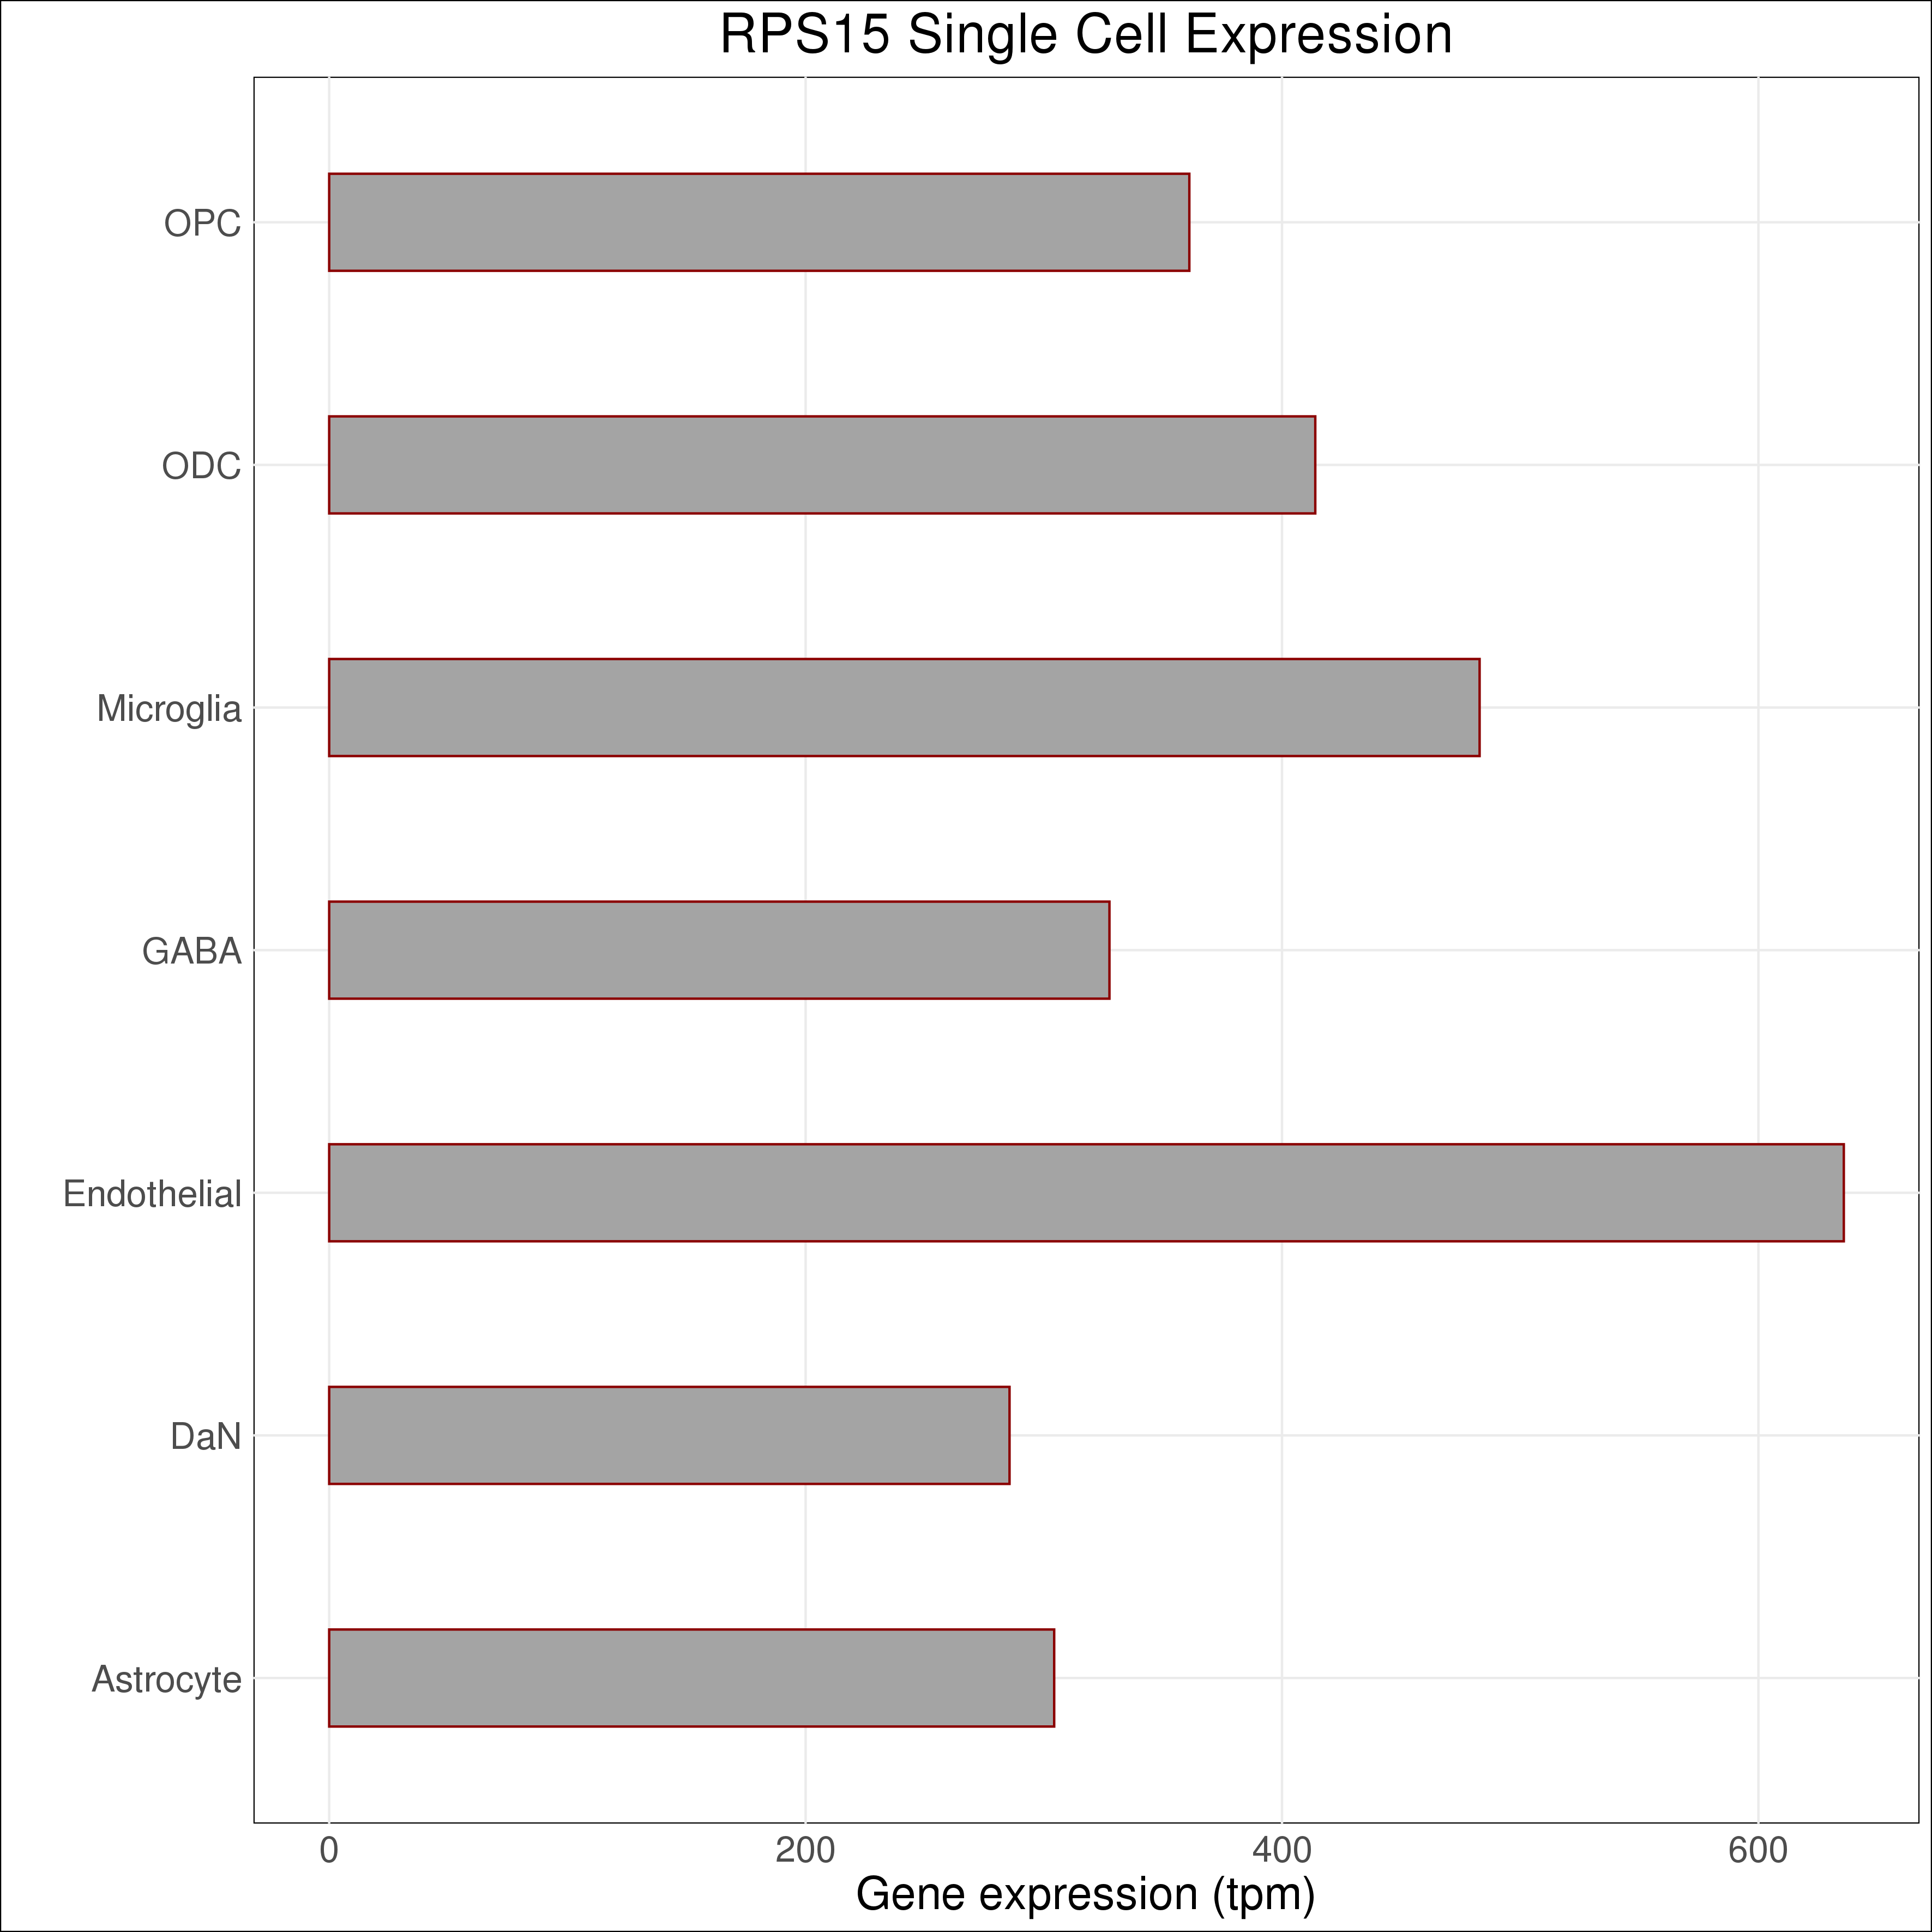 RPS15 Single Cell Expression
OPC
ODC
Microglia
GABA
Endothelial
DaN
Astrocyte
0 200 400 600
Gene expression (tpm)